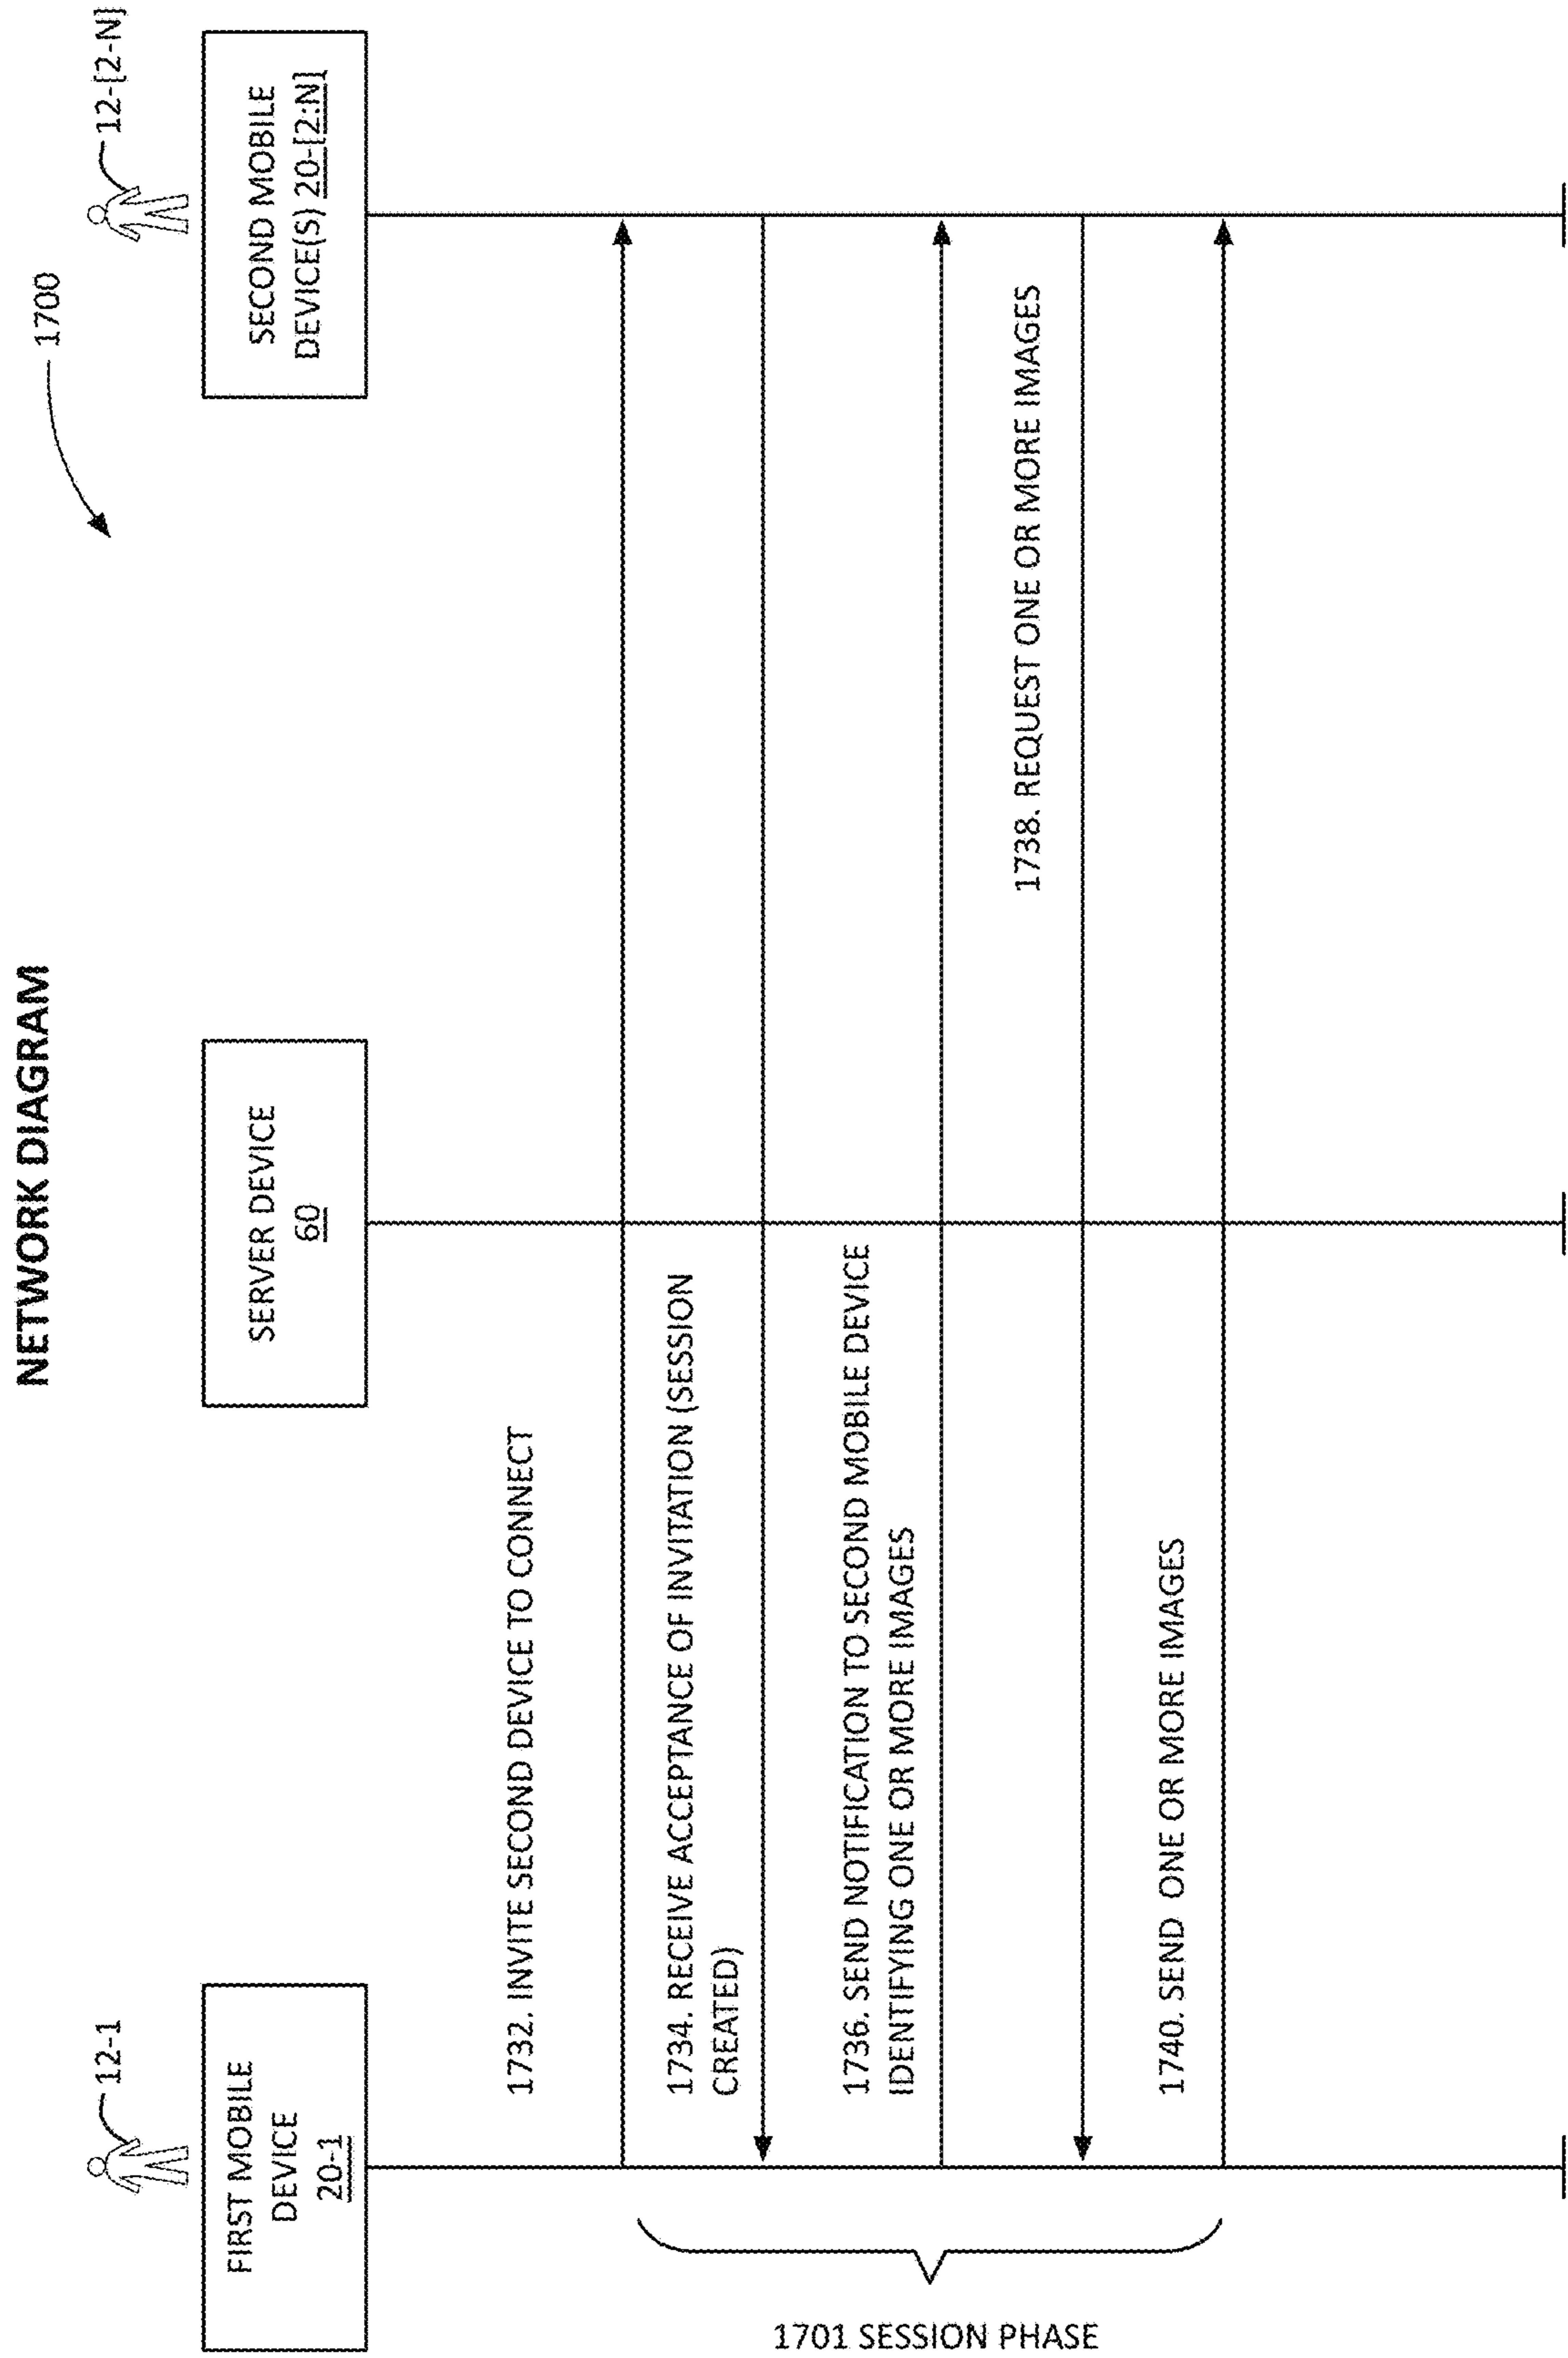 NETWORK DIAGRAM
1700
12-1
12-[2-N]
FIRST MOBILE
DEVICE
20-1
SERVER DEVICE
60
SECOND MOBILE
DEVICE(S) 20-[2:N]
1732. INVITE SECOND DEVICE TO CONNECT
1734. RECEIVE ACCEPTANCE OF INVITATION (SESSION
CREATED)
1736. SEND NOTIFICATION TO SECOND MOBILE DEVICE
IDENTIFYING ONE OR MORE IMAGES
1738. REQUEST ONE OR MORE IMAGES
1740. SEND ONE OR MORE IMAGES
1701 SESSION PHASE